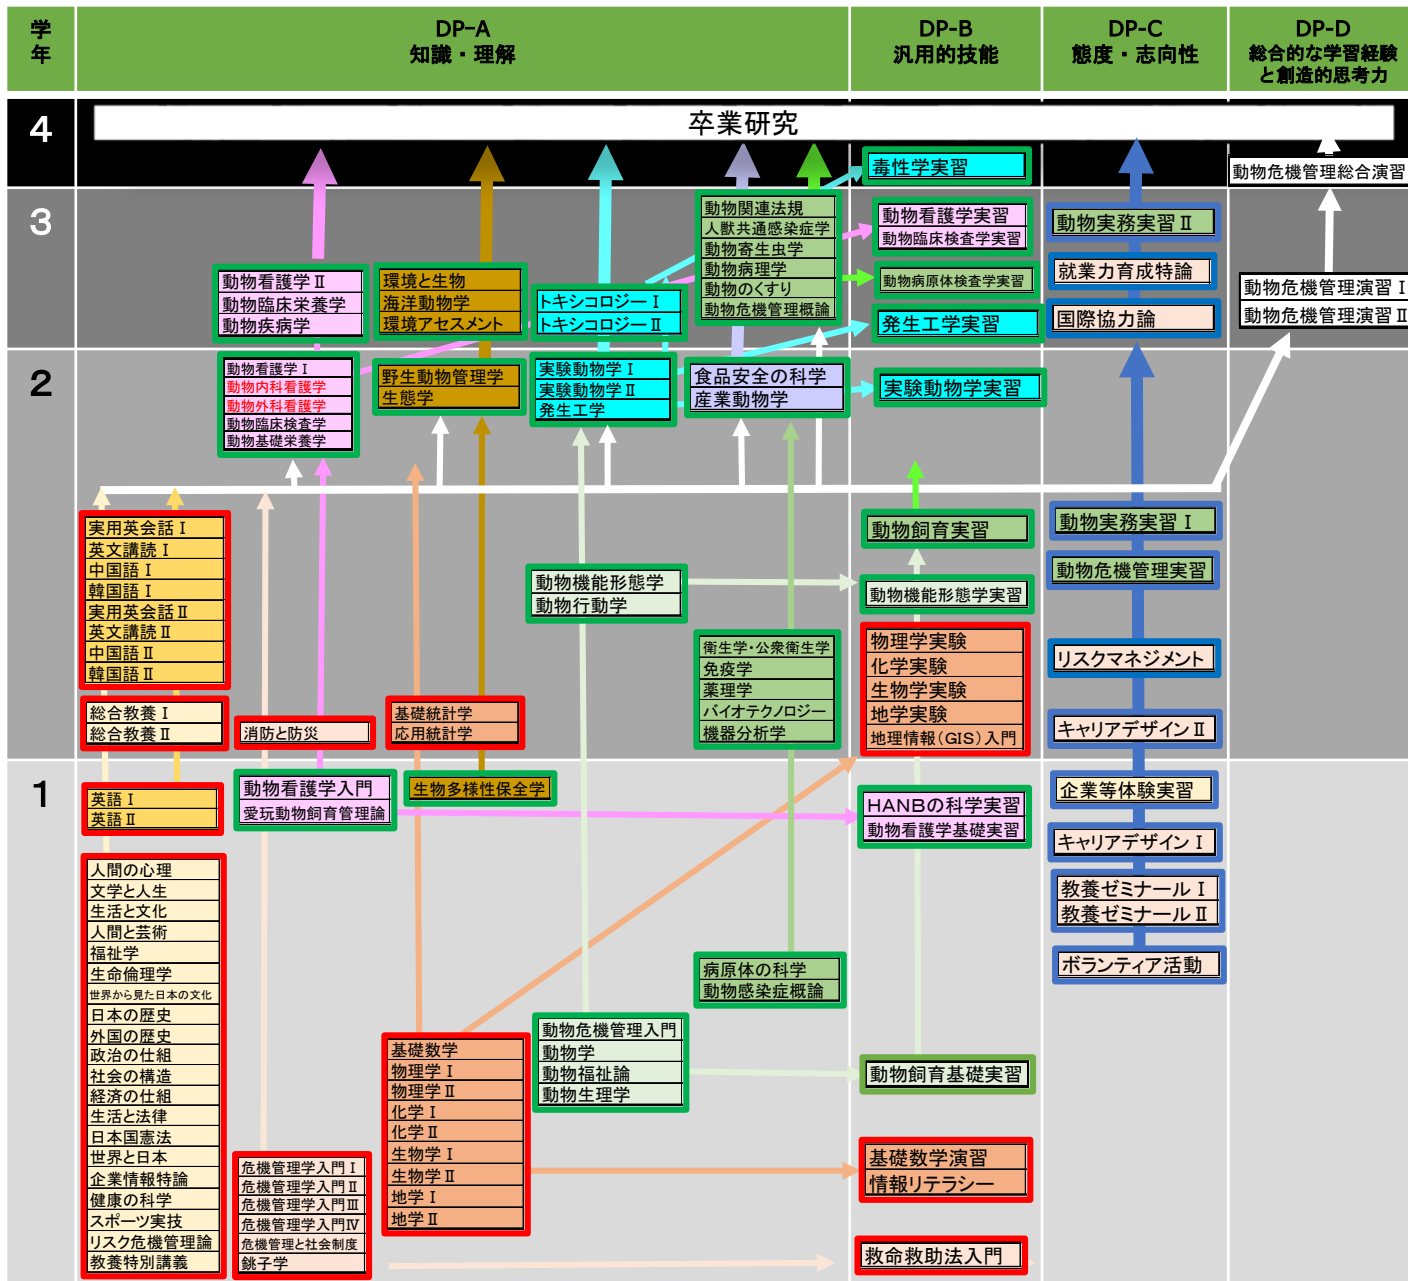 学
年
DP-A
知識・理解
DP-B
汎用的技能
DP-C
態度・志向性
DP-D
総合的な学習経験
と創造的思考力
4
卒業研究
毒性学実習
動物危機管理総合演習
3
動物関連法規
人獣共通感染症学
動物寄生虫学
動物病理学
動物のくすり
動物危機管理概論
動物看護学実習
動物臨床検査学実習
動物病原体検査学実習
発生工学実習
動物実務実習Ⅱ
就業力育成特論
国際協力論
動物危機管理演習Ⅰ
動物危機管理演習Ⅱ
動物看護学Ⅱ
動物臨床栄養学
動物疾病学
環境と生物
海洋動物学
環境アセスメント
トキシコロジーⅠ
トキシコロジーⅡ
2
動物看護学Ⅰ
動物内科看護学
動物外科看護学
動物臨床検査学
動物基礎栄養学
野生動物管理学
生態学
実験動物学Ⅰ
実験動物学Ⅱ
発生工学
食品安全の科学
産業動物学
実験動物学実習
実用英会話Ⅰ
英文講読Ⅰ
中国語Ⅰ
韓国語Ⅰ
実用英会話Ⅱ
英文講読Ⅱ
中国語Ⅱ
韓国語Ⅱ
動物飼育実習
動物実務実習Ⅰ
動物危機管理実習
動物機能形態学
動物行動学
動物機能形態学実習
衛生学・公衆衛生学
免疫学
薬理学
バイオテクノロジー
機器分析学
物理学実験
化学実験
生物学実験
地学実験
地理情報(GIS)入門
リスクマネジメント
キャリアデザインⅡ
総合教養Ⅰ
総合教養Ⅱ
消防と防災
基礎統計学
応用統計学
1
英語Ⅰ
英語Ⅱ
動物看護学入門
愛玩動物飼育管理論
生物多様性保全学
HANBの科学実習
動物看護学基礎実習
企業等体験実習
キャリアデザインⅠ
教養ゼミナールⅠ
教養ゼミナールⅡ
ボランティア活動
人間の心理
文学と人生
生活と文化
人間と芸術
福祉学
生命倫理学
世界から見た日本の文化
日本の歴史
外国の歴史
政治の仕組
社会の構造
経済の仕組
生活と法律
日本国憲法
世界と日本
企業情報特論
健康の科学
スポーツ実技
リスク危機管理論
教養特別講義
病原体の科学
動物感染症概論
基礎数学
物理学Ⅰ
物理学Ⅱ
化学Ⅰ
化学Ⅱ
生物学Ⅰ
生物学Ⅱ
地学Ⅰ
地学Ⅱ
動物危機管理入門
動物学
動物福祉論
動物生理学
動物飼育基礎実習
危機管理学入門Ⅰ
危機管理学入門Ⅱ
危機管理学入門Ⅲ
危機管理学入門Ⅳ
危機管理と社会制度
銚子学
基礎数学演習
情報リテラシー
救命救助法入門